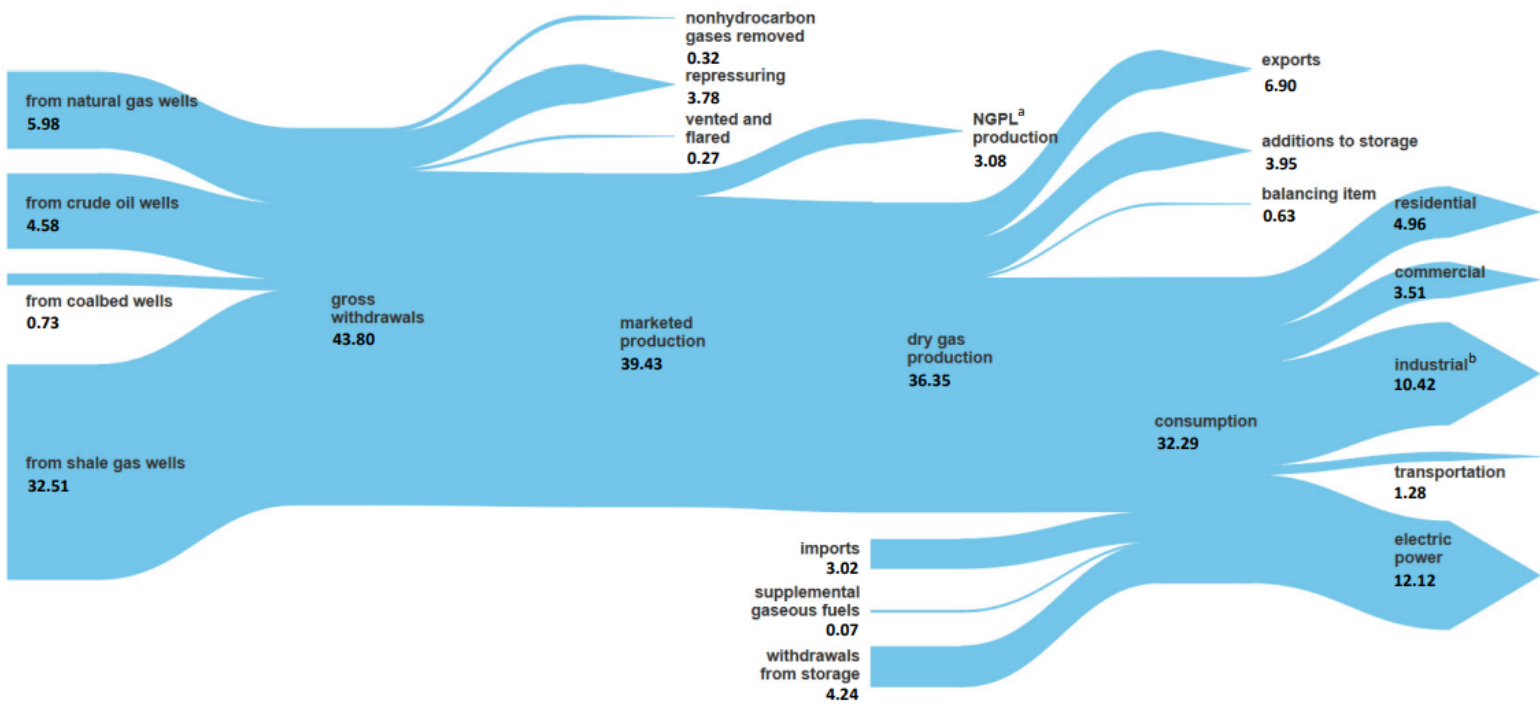 nonhydrocarbon
gases removed
0.32
repressuring
3.78
vented and
flared
0.27
from natural gas wells
5.98
from crude oil wells
4.58
from coalbed wells
0.73
from shale gas wells
32.51
gross
withdrawals
43.80
marketed
production
39.43
NGPLᵃ
production
3.08
dry gas
production
36.35
exports
6.90
additions to storage
3.95
balancing item
0.63
imports
3.02
supplemental
gaseous fuels
0.07
withdrawals
from storage
4.24
consumption
32.29
residential
4.96
commercial
3.51
industrialᵇ
10.42
transportation
1.28
electric
power
12.12